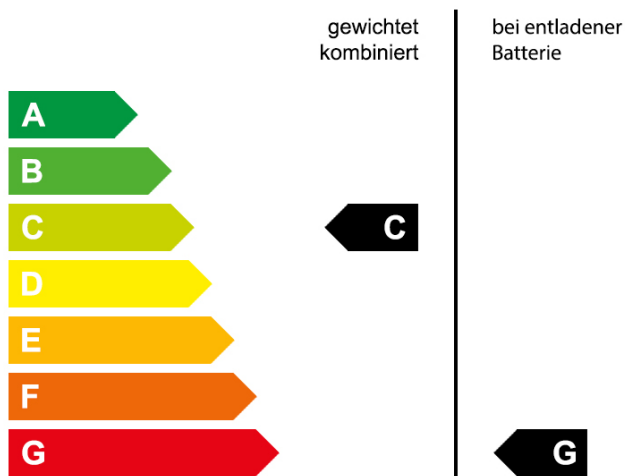 gewichtet
kombiniert
bei entladener
Batterie
A
B
C
C
D
E
F
G
G